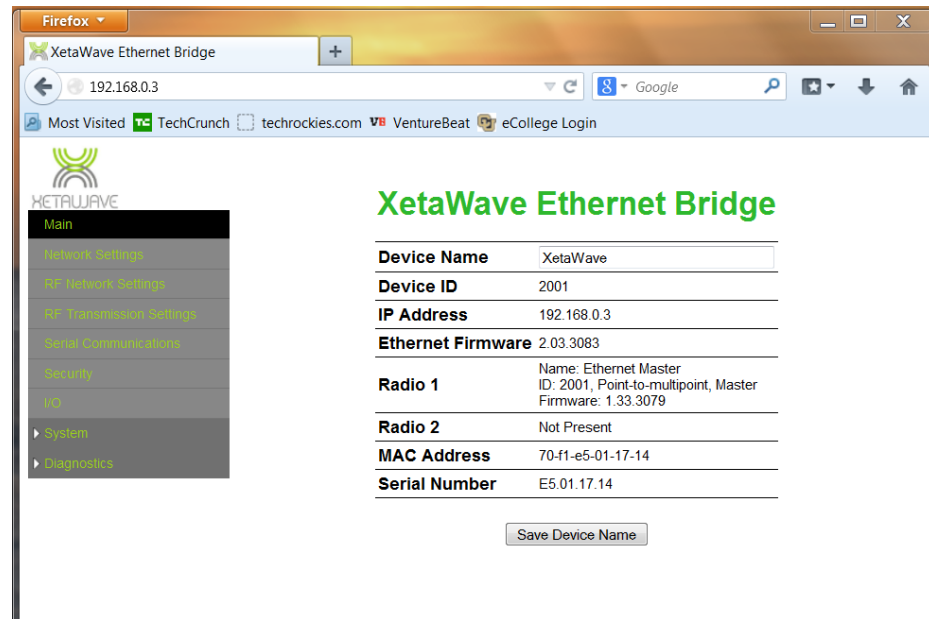 Firefox
XetaWave Ethernet Bridge
192.168.0.3
8 Google
Most Visited TC TechCrunch techrockies.com VB VentureBeat eCollege Login
XETAWAVE
Main
Network Settings
RF Network Settings
RF Transmission Settings
Serial Communications
Security
I/O
System
Diagnostics
XetaWave Ethernet Bridge
Device Name XetaWave
Device ID 2001
IP Address 192.168.0.3
Ethernet Firmware 2.03.3083
Radio 1 Name: Ethernet Master
ID: 2001, Point-to-multipoint, Master
Firmware: 1.33.3079
Radio 2 Not Present
MAC Address 70-f1-e5-01-17-14
Serial Number E5.01.17.14
Save Device Name